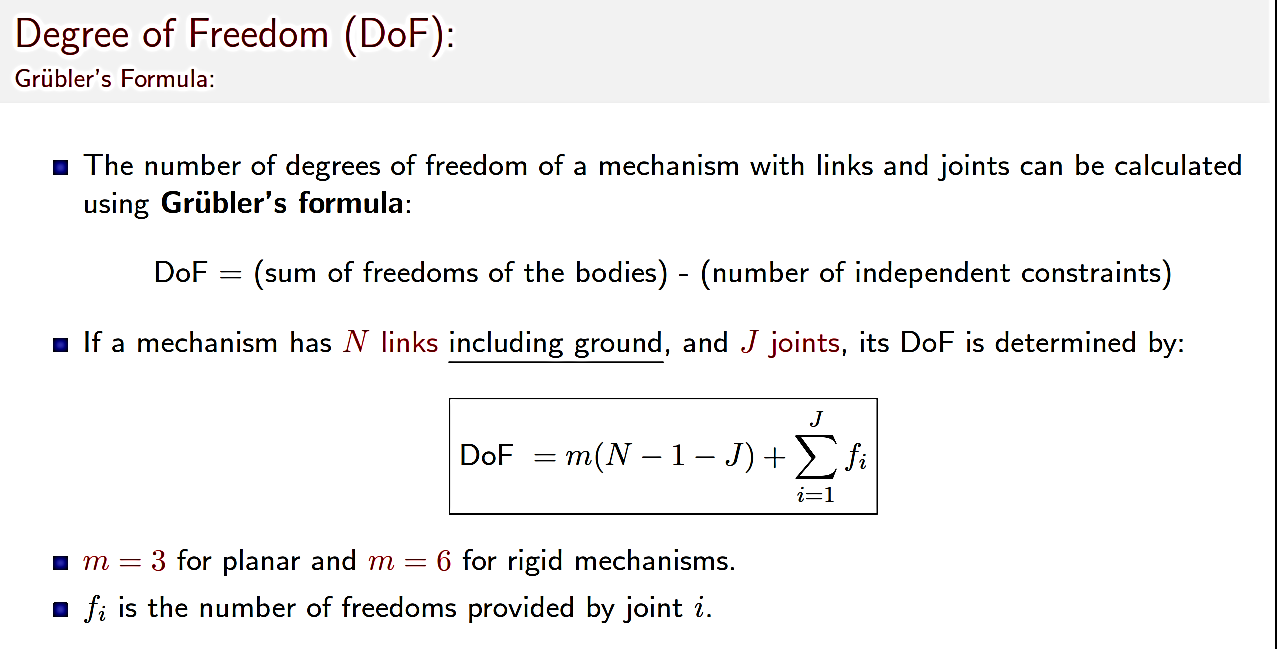 Degree of Freedom (DoF):
Grübler's Formula:
The number of degrees of freedom of a mechanism with links and joints can be calculated
using Grübler's formula:
DoF = (sum of freedoms of the bodies) - (number of independent constraints)
If a mechanism has N links including ground, and J joints, its DoF is determined by:
DoF = m(N − 1 − J) + ∑_{i=1}^{J} f_i
m = 3 for planar and m = 6 for rigid mechanisms.
f_i is the number of freedoms provided by joint i.